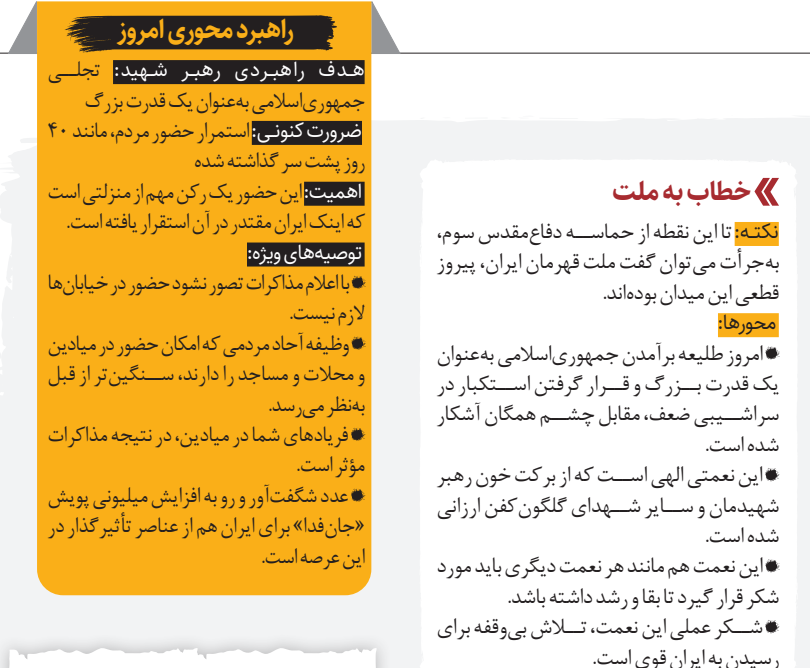 راهبرد محوری امروز
هدف راهبردی رهبر شهید: تجلی
جمهوری‌اسلامی به‌عنوان یک قدرت بزرگ
ضرورت کنونی: استمرار حضور مردم، مانند ۴۰
روز پشت سر گذاشته شده
اهمیت: این حضور یک رکن مهم از منزلتی است
که اینک ایران مقتدر در آن استقرار یافته است.
توصیه‌های ویژه:
● با اعلام مذاکرات تصور نشود حضور در خیابان‌ها
لازم نیست.
● وظیفه آحاد مردمی که امکان حضور در میادین
و محلات و مساجد را دارند، سنگین‌تر از قبل
به‌نظر می‌رسد.
● فریادهای شما در میادین، در نتیجه مذاکرات
مؤثر است.
● عدد شگفت‌آور و رو به افزایش میلیونی پویش
«جان‌فدا» برای ایران هم از عناصر تأثیرگذار در
این عرصه است.
خطاب به ملت
نکته: تا این نقطه از حماسه دفاع‌مقدس سوم،
به‌جرأت می‌توان گفت ملت قهرمان ایران، پیروز
قطعی این میدان بوده‌اند.
محورها:
● امروز طلیعه برآمدن جمهوری‌اسلامی به‌عنوان
یک قدرت بزرگ و قرار گرفتن استکبار در
سراشیبی ضعف، مقابل چشم همگان آشکار
شده است.
● این نعمتی الهی است که از برکت خون رهبر
شهیدمان و سایر شهدای گلگون‌کفن ارزانی
شده است.
● این نعمت هم مانند هر نعمت دیگری باید مورد
شکر قرار گیرد تا بقا و رشد داشته باشد.
● شکر عملی این نعمت، تلاش بی‌وقفه برای
رسیدن به ایران قوی است.